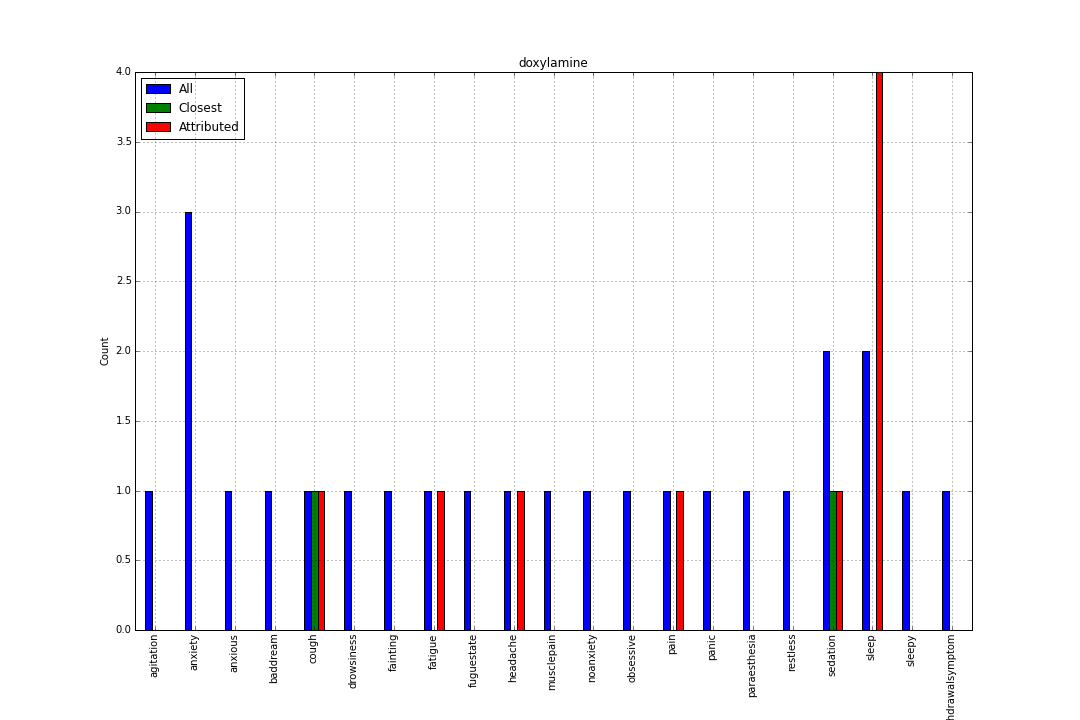 doxylamine
All
Closest
Attributed
Count
4.0
3.5
3.0
2.5
2.0
1.5
1.0
0.5
0.0
agitation
anxiety
anxious
baddream
cough
drowsiness
fainting
fatigue
fuguestate
headache
musclepain
noanxiety
obsessive
pain
panic
paraesthesia
restless
sedation
sleep
sleepy
hdrawalsymptom